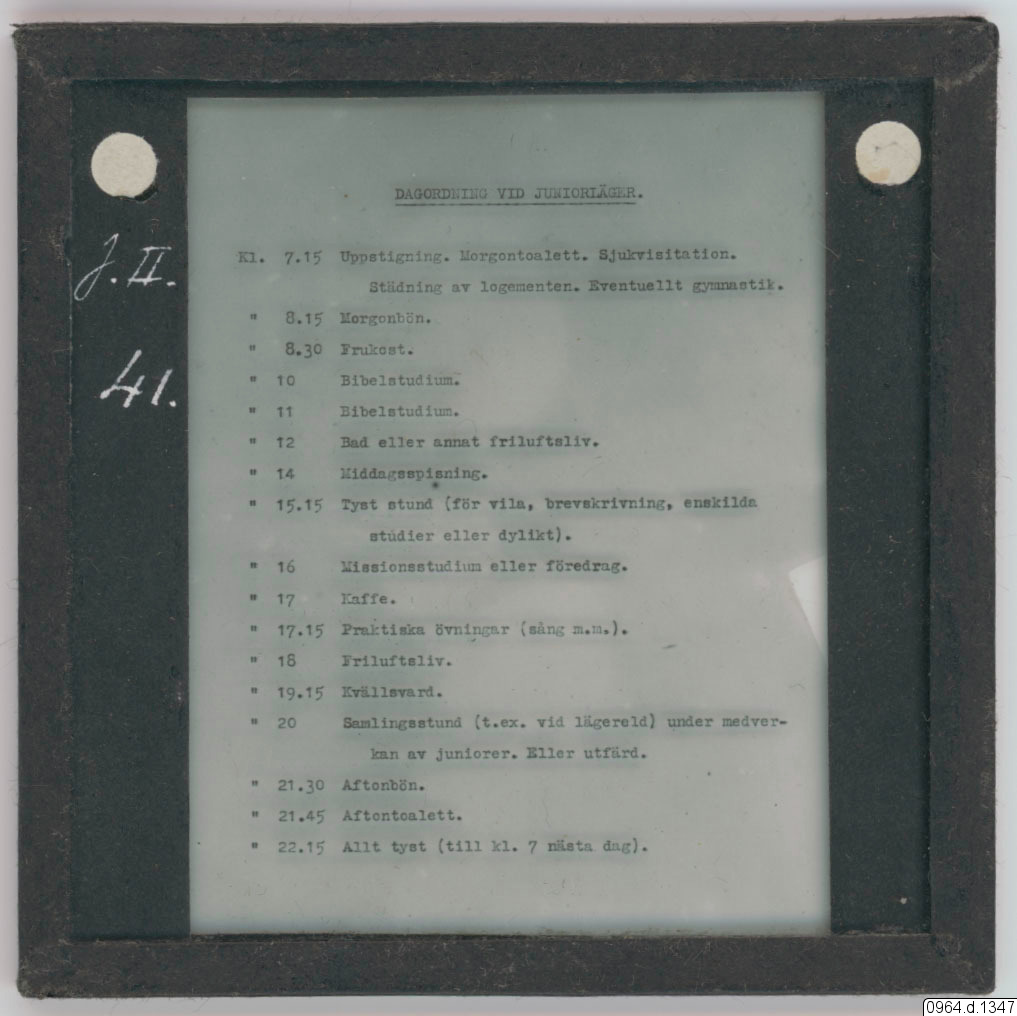 DAGORDNING VID JUNIORLÄGER.
J. II.
41.
Kl. 7.15 Uppstigning. Morgontoalett. Sjukvisitation.
Städning av logementen. Eventuellt gymnastik.
" 8.15 Morgonbön.
" 8.30 Frukost.
" 10 Bibelstudium.
" 11 Bibelstudium.
" 12 Bad eller annat friluftsliv.
" 14 Middagsspisning.
" 15.15 Tyst stund (för vila, brevskrivning, enskilda
studier eller dylikt).
" 16 Missionsstudium eller föredrag.
" 17 Kaffe.
" 17.15 Praktiska övningar (sång m.m.).
" 18 Friluftsliv.
" 19.15 Kvällsvard.
" 20 Samlingsstund (t.ex. vid lägereld) under medver-
kan av juniorer. Eller utfärd.
" 21.30 Aftonbön.
" 21.45 Aftontoalett.
" 22.15 Allt tyst (till kl. 7 nästa dag).
0964.d.1347